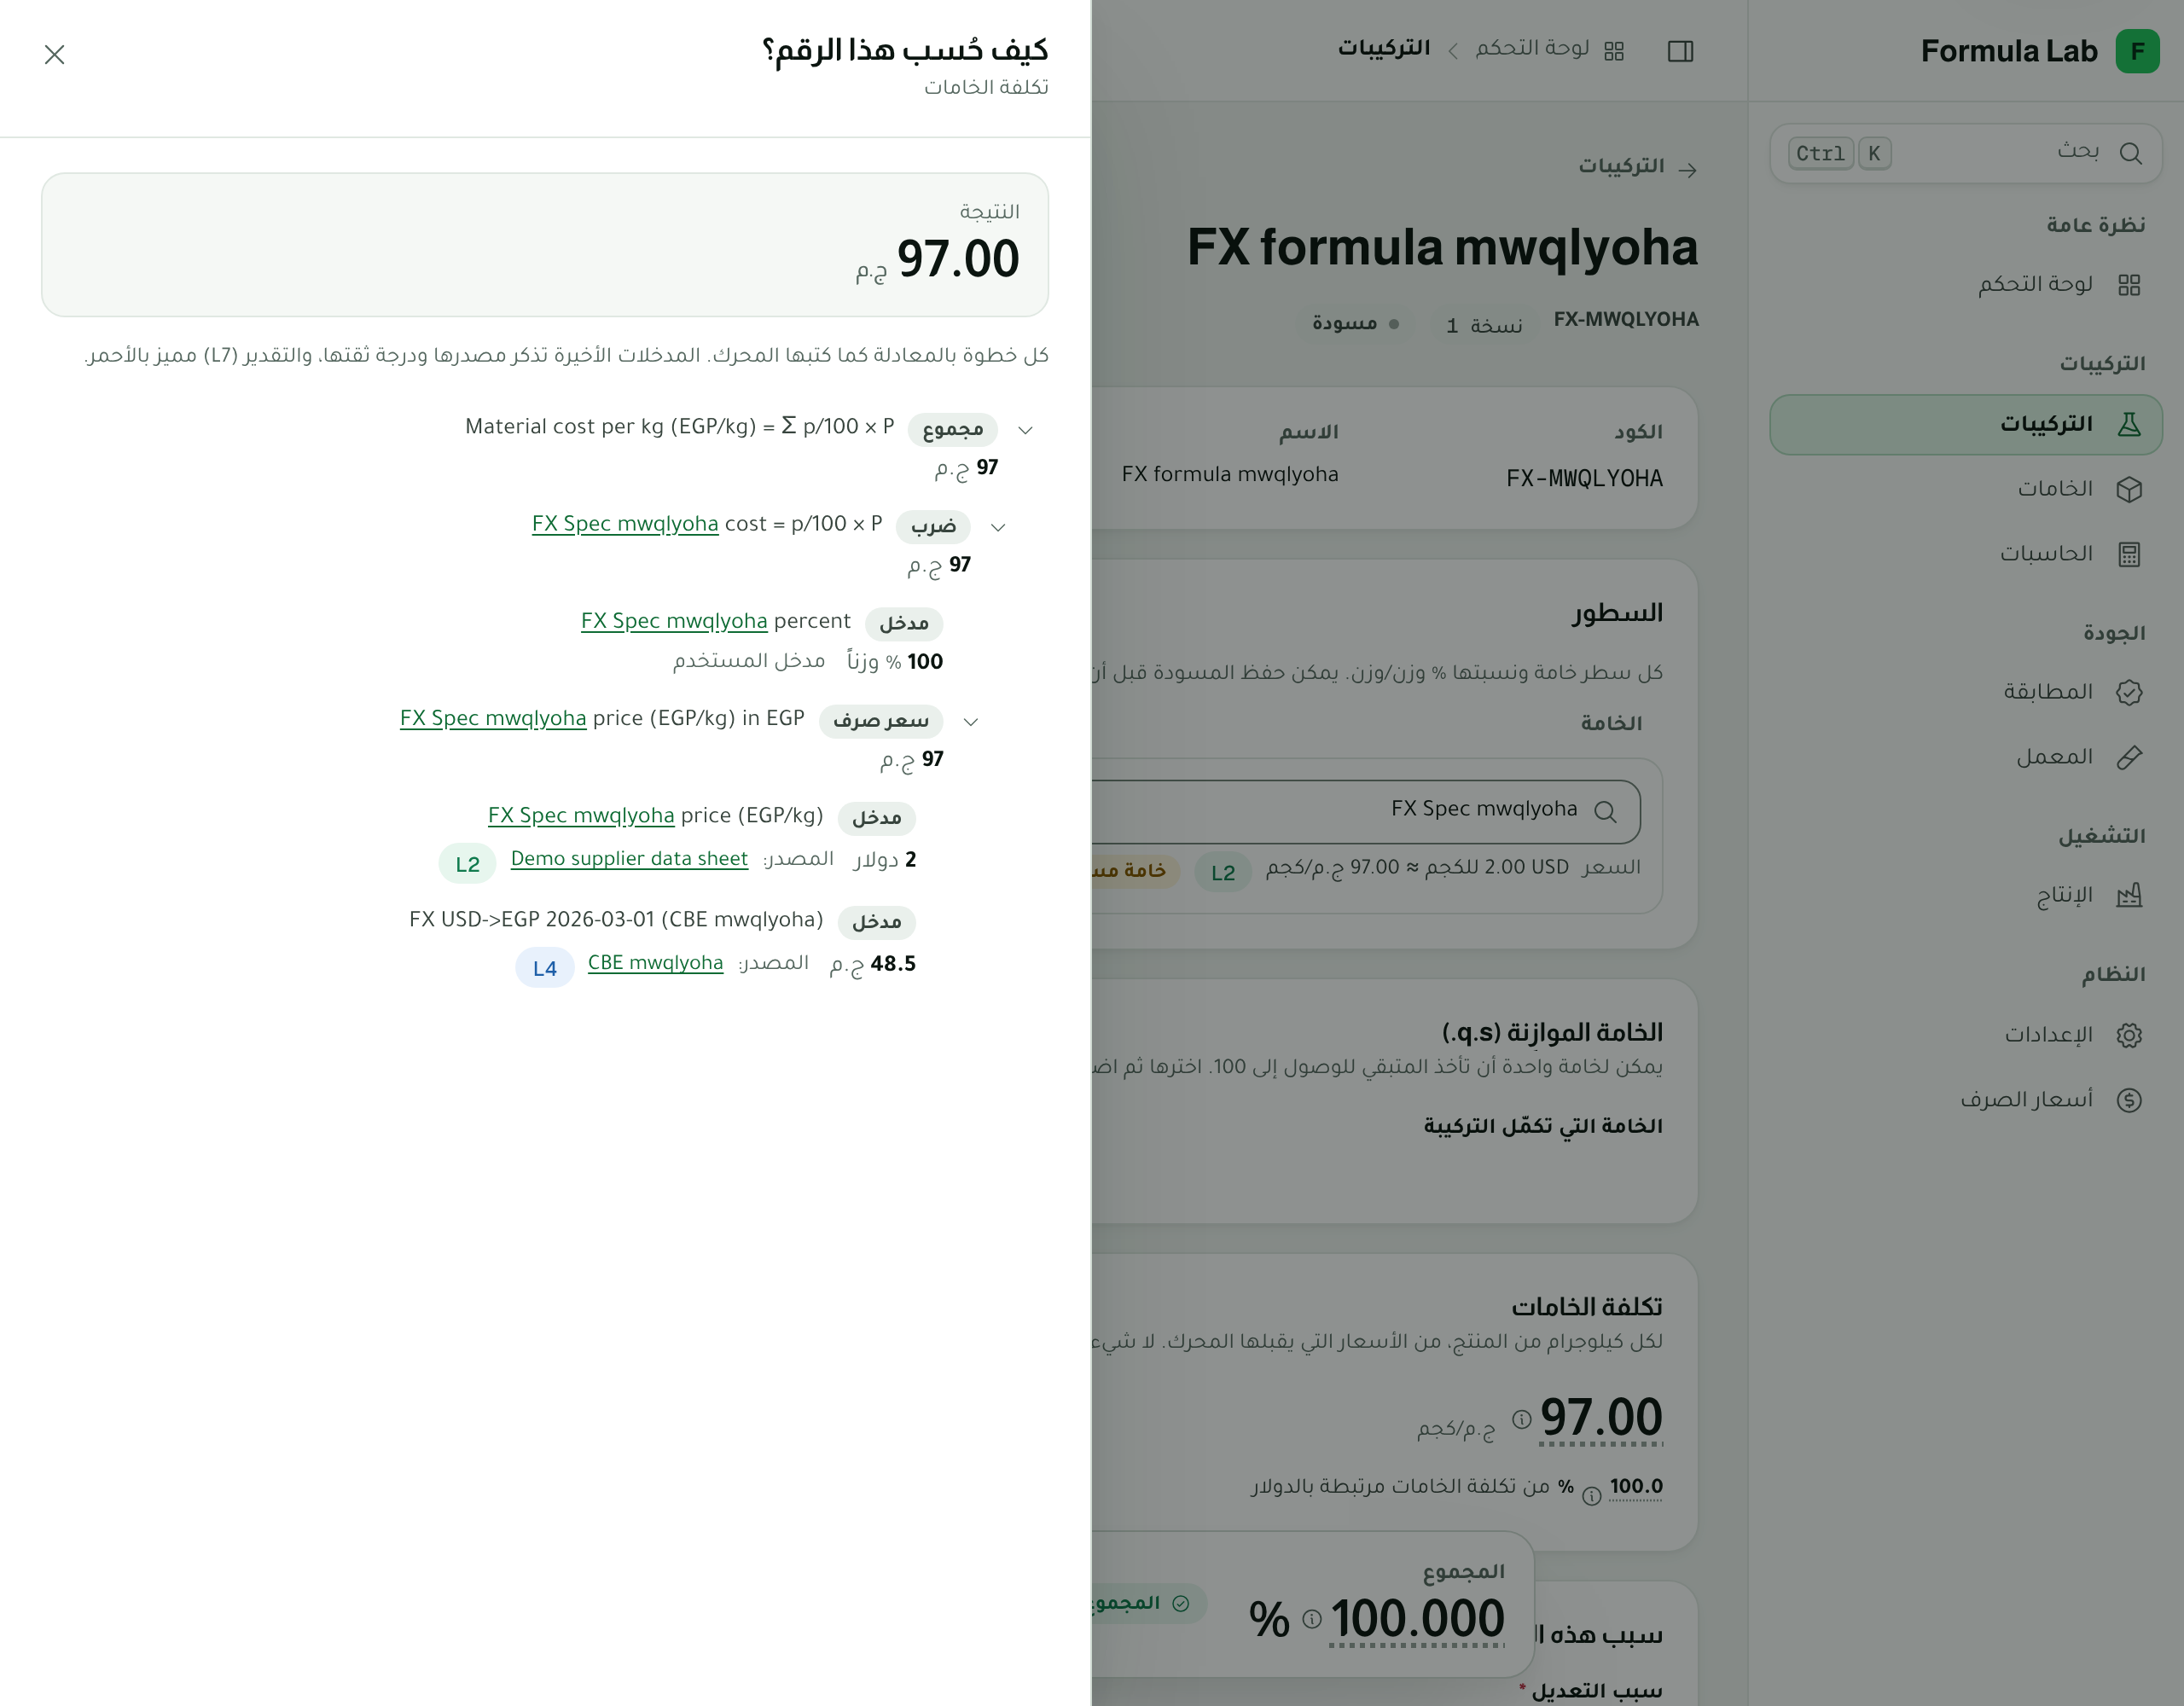 كيف حُسب هذا الرقم؟
تكلفة الخامات
النتيجة
97.00 ج.م
كل خطوة بالمعادلة كما كتبها المحرك. المدخلات الأخيرة تذكر مصدرها ودرجة ثقتها، والتقدير (L7) مميز بالأحمر.
مجموع Material cost per kg (EGP/kg) = Σ p/100 × P
97 ج.م
ضرب FX Spec mwqlyoha cost = p/100 × P
97 ج.م
مدخل FX Spec mwqlyoha percent
100 % وزناً مدخل المستخدم
سعر صرف FX Spec mwqlyoha price (EGP/kg) in EGP
97 ج.م
مدخل FX Spec mwqlyoha price (EGP/kg)
2 دولار المصدر: Demo supplier data sheet L2
مدخل FX USD->EGP 2026-03-01 (CBE mwqlyoha)
48.5 ج.م المصدر: CBE mwqlyoha L4
F Formula Lab
بحث Ctrl K
نظرة عامة
لوحة التحكم
التركيبات
التركيبات
الخامات
الحاسبات
الجودة
المطابقة
المعمل
التشغيل
الإنتاج
النظام
الإعدادات
أسعار الصرف
لوحة التحكم التركيبات
التركيبات
FX formula mwqlyoha
FX-MWQLYOHA نسخة 1 مسودة
الكود الاسم
FX-MWQLYOHA FX formula mwqlyoha
السطور
كل سطر خامة ونسبتها % وزن/وزن. يمكن حفظ المسودة قبل
الخامة
FX Spec mwqlyoha
السعر 2.00 USD للكجم ≈ 97.00 ج.م/كجم L2 خامة
الخامة الموازِنة (q.s.)
يمكن لخامة واحدة أن تأخذ المتبقي للوصول إلى 100. اخترها ثم
الخامة التي تكمّل التركيبة
تكلفة الخامات
لكل كيلوجرام من المنتج، من الأسعار التي يقبلها المحرك. لا شيء
97.00 ج.م/كجم
100.0 % من تكلفة الخامات مرتبطة بالدولار
المجموع
100.000 % المجموع
سبب هذه
سبب التعديل *